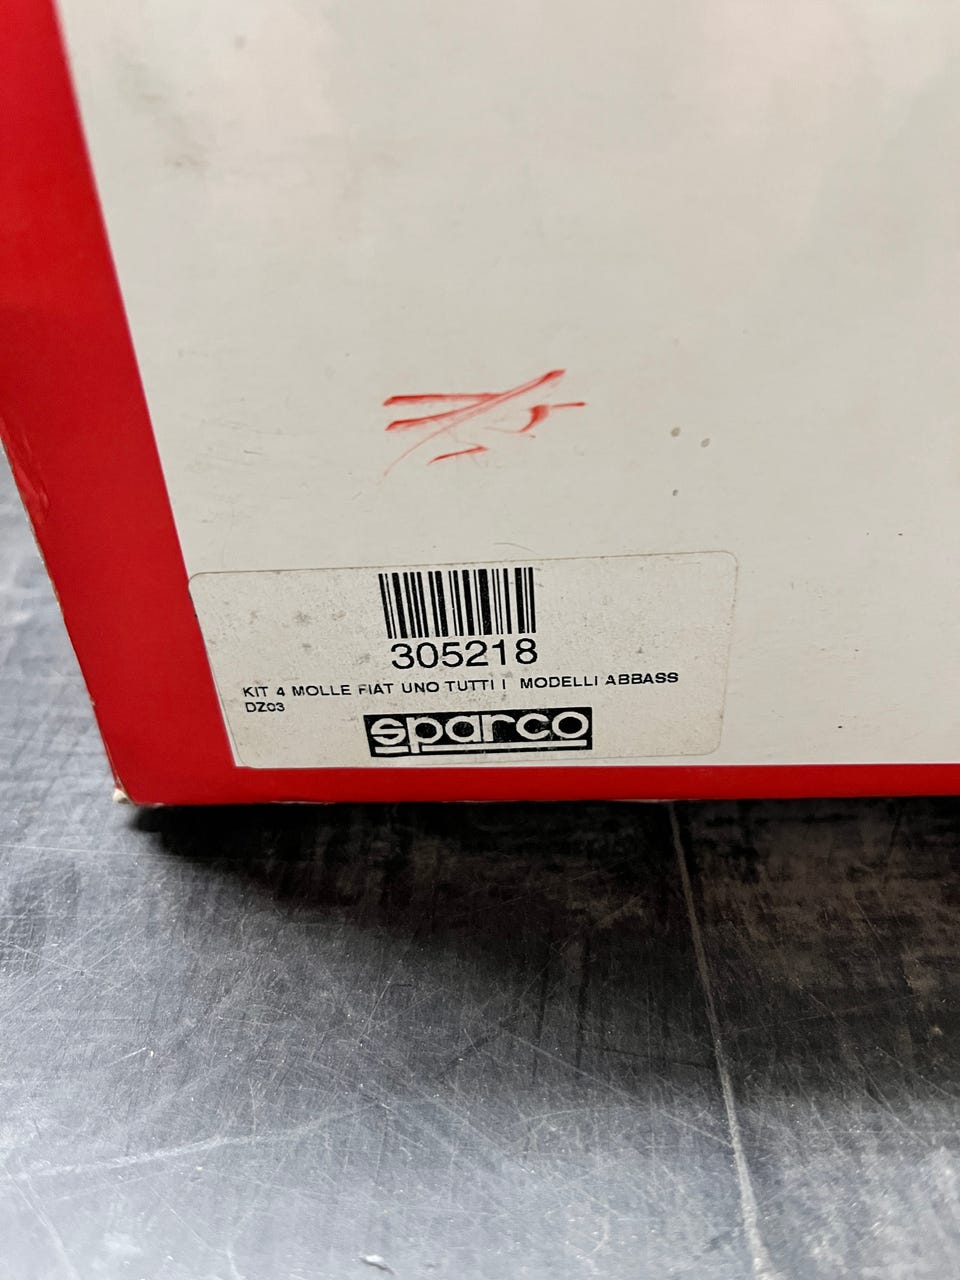 305218
KIT 4 MOLLE FIAT UNO TUTTI I MODELLI ABBASS
DZ03
sparco